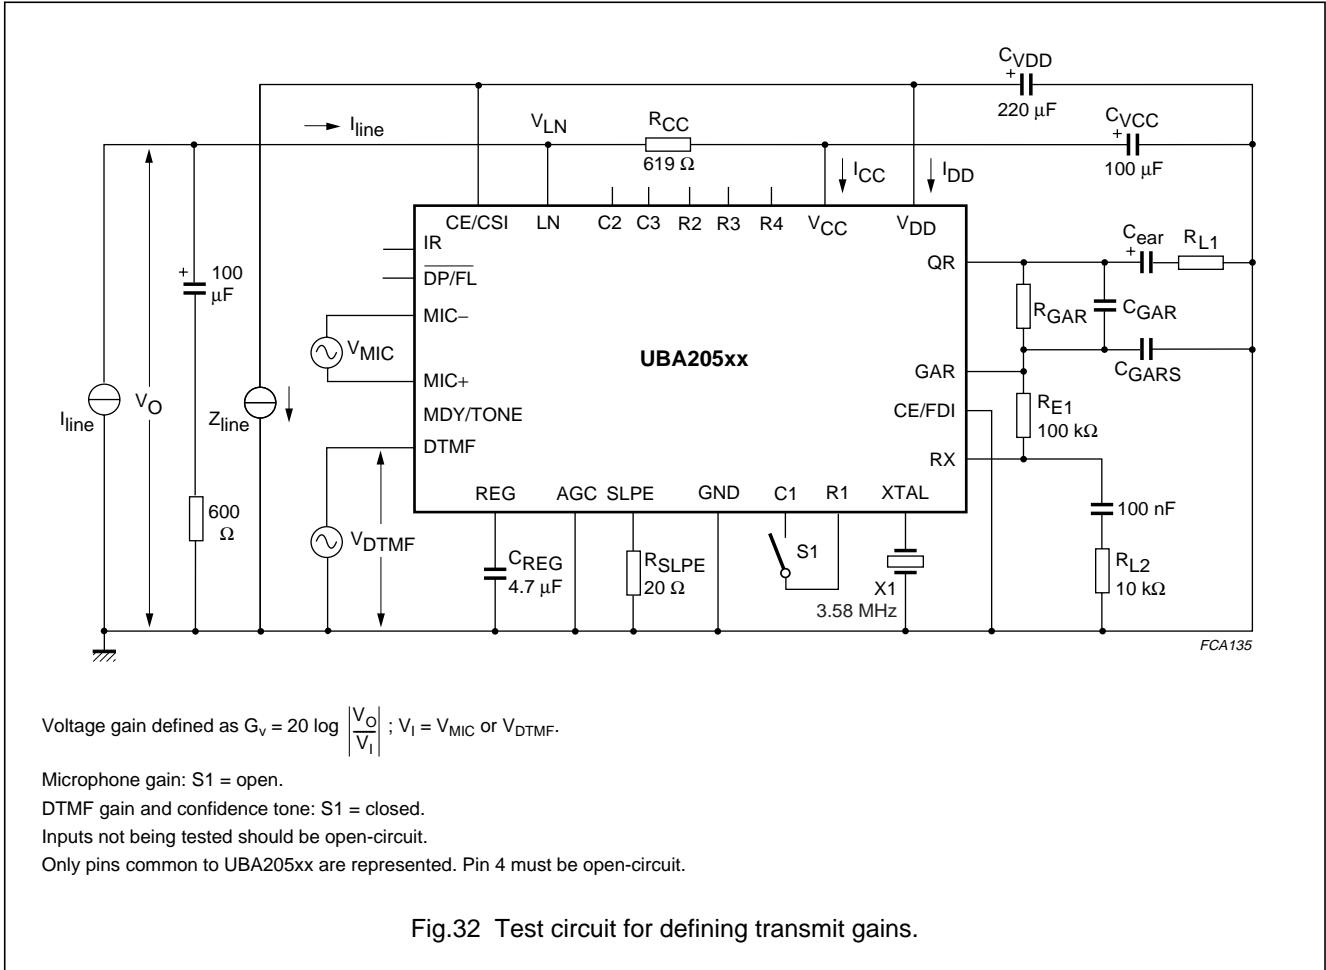 CVDD
+
220 µF
Iline
VLN
RCC
619 Ω
CVCC
+
100 µF
ICC
IDD
CE/CSI
LN
C2
C3
R2
R3
R4
VCC
VDD
IR
DP/FL
MIC−
MIC+
MDY/TONE
DTMF
UBA205xx
QR
GAR
CE/FDI
RX
REG
AGC
SLPE
GND
C1
R1
XTAL
Cear
+
RL1
RGAR
CGAR
CGARS
RE1
100 kΩ
100 nF
RL2
10 kΩ
+
100
µF
VMIC
Iline
VO
Zline
600
Ω
VDTMF
CREG
4.7 µF
RSLPE
20 Ω
S1
X1
3.58 MHz
FCA135
Voltage gain defined as Gv = 20 log |VO/VI| ; VI = VMIC or VDTMF.
Microphone gain: S1 = open.
DTMF gain and confidence tone: S1 = closed.
Inputs not being tested should be open-circuit.
Only pins common to UBA205xx are represented. Pin 4 must be open-circuit.
Fig.32 Test circuit for defining transmit gains.